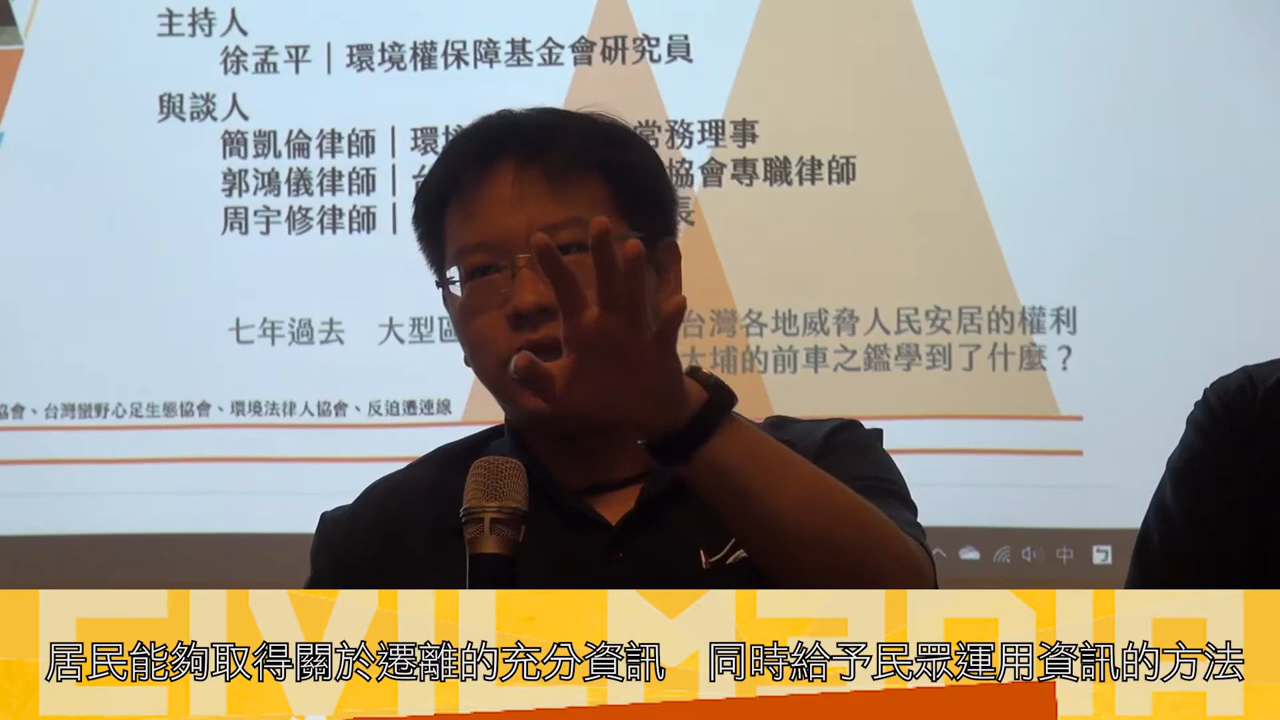 主持人
徐孟平｜環境權保障基金會研究員
與談人
簡凱倫律師｜環境 常務理事
郭鴻儀律師｜台 協會專職律師
周宇修律師｜ 長
七年過去 大型區 台灣各地威脅人民安居的權利
大埔的前車之鑑學到了什麼？
協會、台灣蠻野心足生態協會、環境法律人協會、反迫遷連線
中
CIVIL MEDIA
居民能夠取得關於遷離的充分資訊 同時給予民眾運用資訊的方法